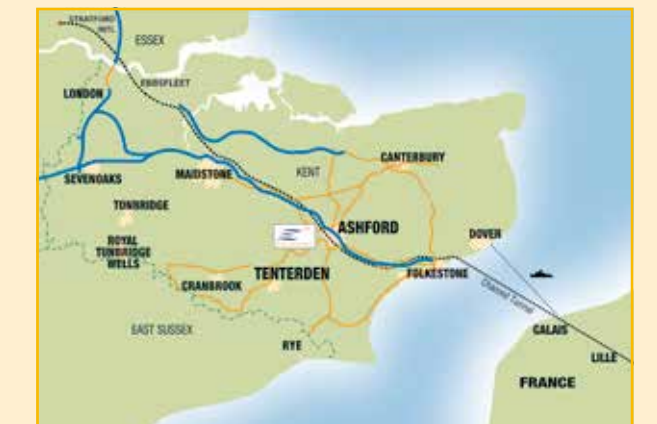 STRATFORD
INTL
ESSEX
EBBSFLEET
LONDON
SEVENOAKS
MAIDSTONE
KENT
CANTERBURY
TONBRIDGE
ROYAL
TUNBRIDGE
WELLS
ASHFORD
DOVER
TENTERDEN
CRANBROOK
FOLKESTONE
Channel Tunnel
EAST SUSSEX
RYE
CALAIS
LILLE
FRANCE